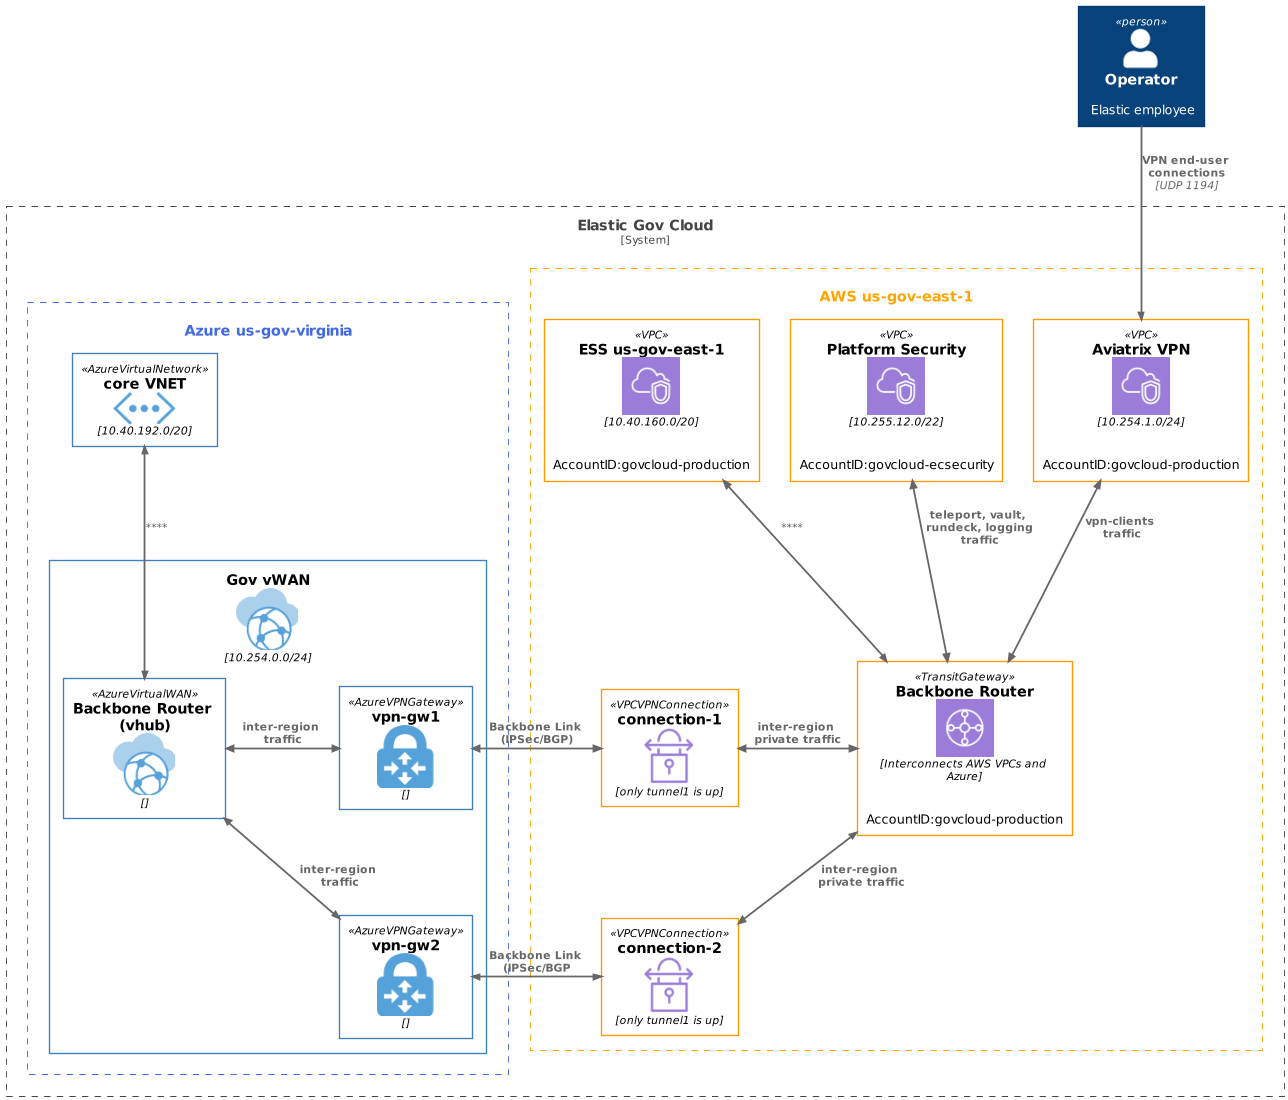 «person»
Operator
Elastic employee
VPN end-user
connections
[UDP 1194]
Elastic Gov Cloud
[System]
AWS us-gov-east-1
Azure us-gov-virginia
«VPC»
ESS us-gov-east-1
[10.40.160.0/20]
AccountID:govcloud-production
«VPC»
Platform Security
[10.255.12.0/22]
AccountID:govcloud-ecsecurity
«VPC»
Aviatrix VPN
[10.254.1.0/24]
AccountID:govcloud-production
«AzureVirtualNetwork»
core VNET
[10.40.192.0/20]
****
****
teleport, vault,
rundeck, logging
traffic
vpn-clients
traffic
Gov vWAN
[10.254.0.0/24]
«AzureVirtualWAN»
Backbone Router
(vhub)
[]
inter-region
traffic
«AzureVPNGateway»
vpn-gw1
[]
Backbone Link
(IPSec/BGP)
«VPCVPNConnection»
connection-1
[only tunnel1 is up]
inter-region
private traffic
«TransitGateway»
Backbone Router
[Interconnects AWS VPCs and
Azure]
AccountID:govcloud-production
inter-region
traffic
inter-region
private traffic
«AzureVPNGateway»
vpn-gw2
[]
Backbone Link
(IPSec/BGP
«VPCVPNConnection»
connection-2
[only tunnel1 is up]